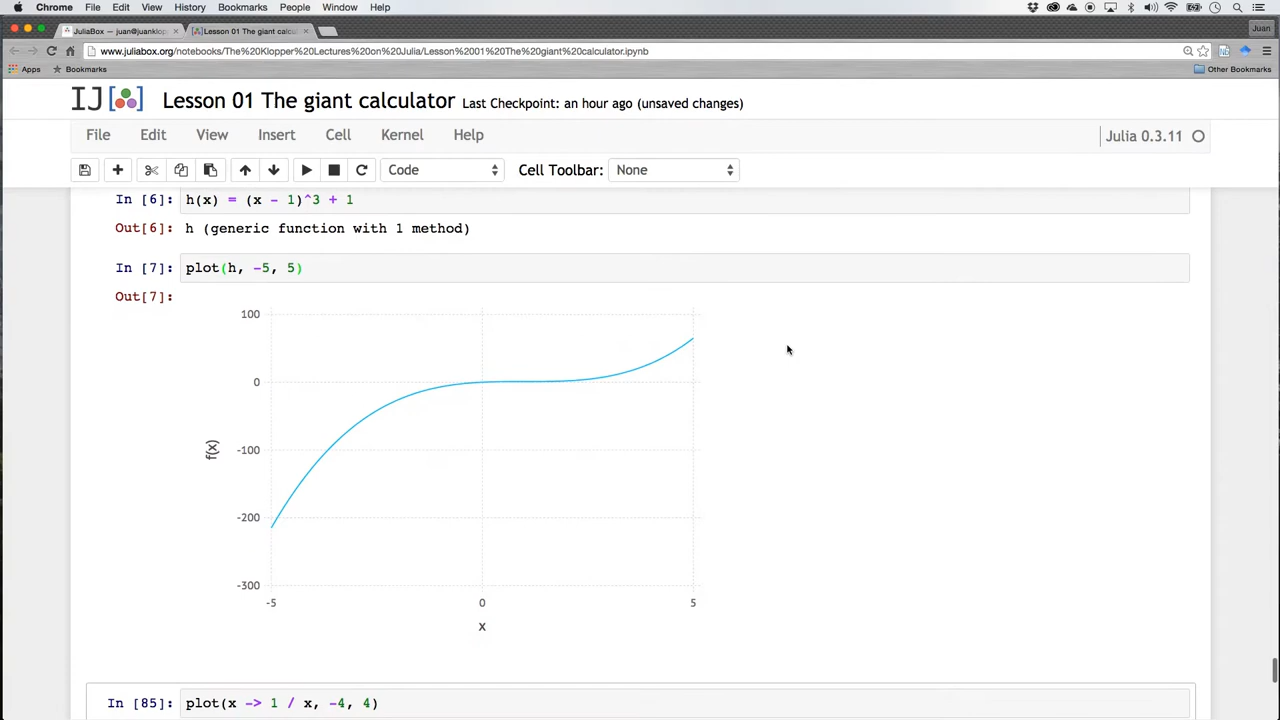 Chrome File Edit View History Bookmarks People Window Help
JuliaBox — juan@juanklop
Lesson 01 The giant calcul
Juan
www.juliabox.org/notebooks/The%20Klopper%20Lectures%20on%20Julia/Lesson%2001%20The%20giant%20calculator.ipynb
Apps Bookmarks Other Bookmarks
IJ[ ] Lesson 01 The giant calculator Last Checkpoint: an hour ago (unsaved changes)
File Edit View Insert Cell Kernel Help Julia 0.3.11
Code Cell Toolbar: None
In [6]: h(x) = (x - 1)^3 + 1
Out[6]: h (generic function with 1 method)
In [7]: plot(h, -5, 5)
Out[7]:
100
0
-100
f(x)
-200
-300
-5 0 5
x
In [85]: plot(x -> 1 / x, -4, 4)